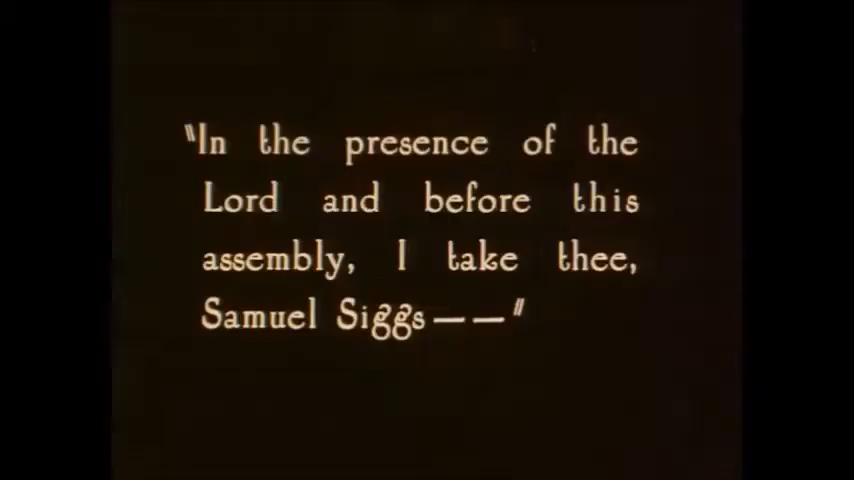 "In the presence of the
Lord and before this
assembly, I take thee,
Samuel Siggs — —"